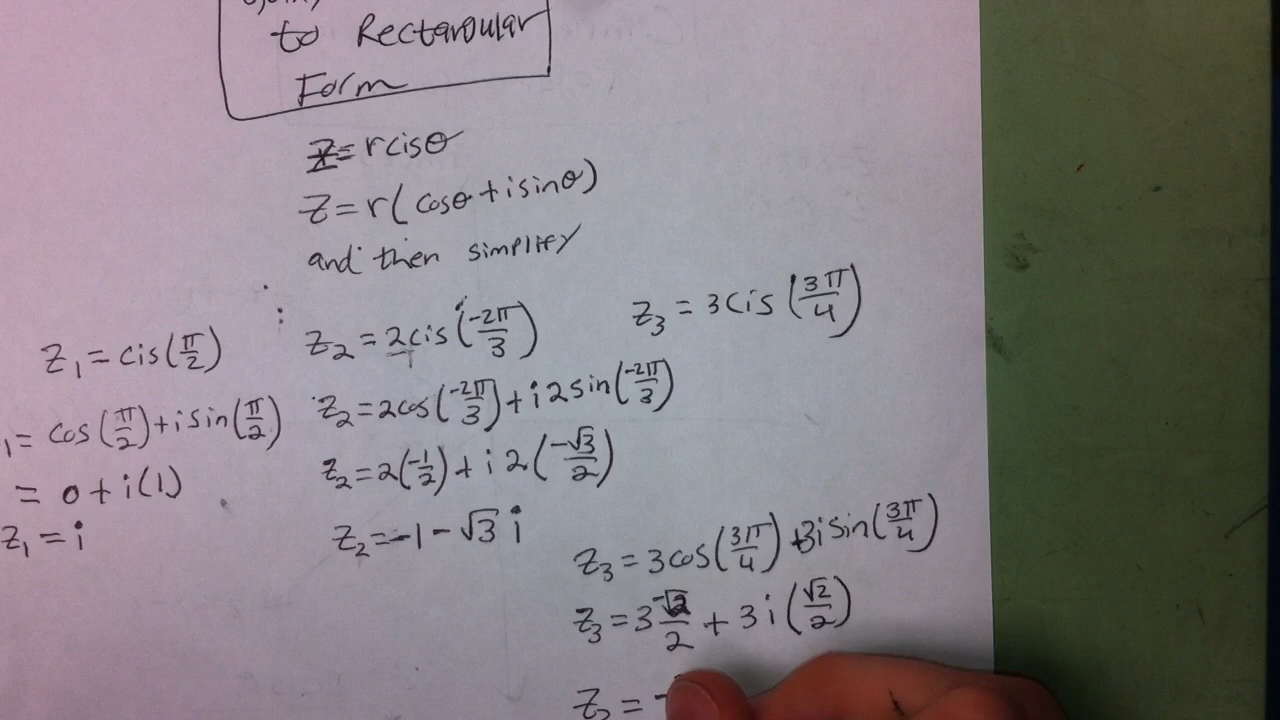 to Rectangular
Form
z = rcisθ
z = r(cosθ + isinθ)
and then simplify
z₁ = cis(π/2)
₁ = cos(π/2) + isin(π/2)
= 0 + i(1)
z₁ = i
z₂ = 2cis(-2π/3)
z₂ = 2cos(-2π/3) + i2sin(-2π/3)
z₂ = 2(-1/2) + i2(-√3/2)
z₂ = -1 - √3 i
z₃ = 3cis(3π/4)
z₃ = 3cos(3π/4) + 3isin(3π/4)
z₃ = 3 -√2/2 + 3i(√2/2)
z₃ = -